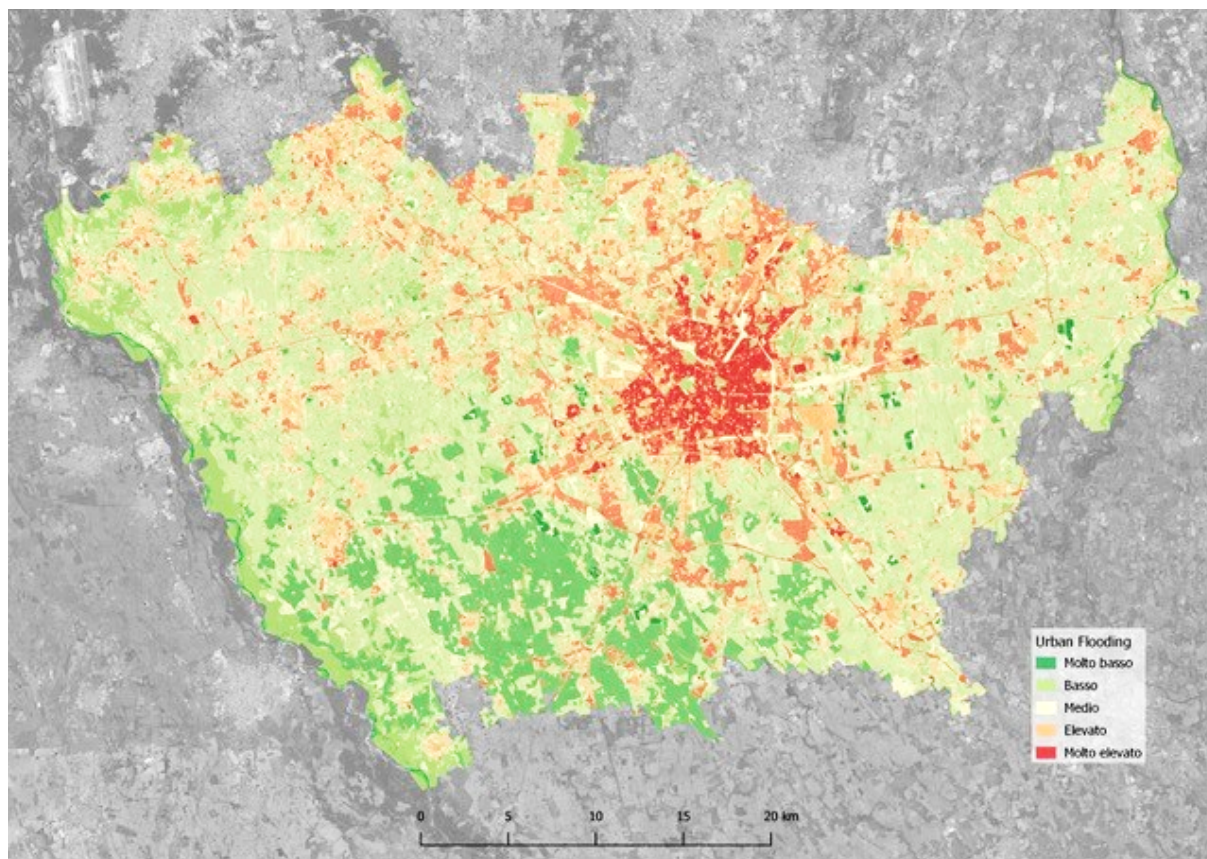 Urban Flooding
Molto basso
Basso
Medio
Elevato
Molto elevato
0 5 10 15 20 km